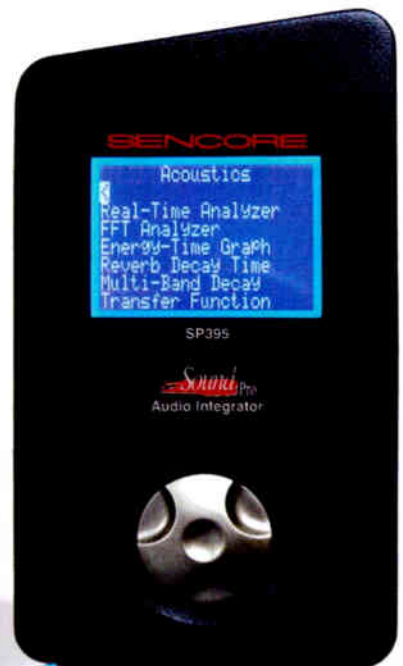 SENCORE
Acoustics
<
Real-Time Analyzer
FFT Analyzer
Energy-Time Graph
Reverb Decay Time
Multi-Band Decay
Transfer Function
SP395
Sound Pro
Audio Integrator